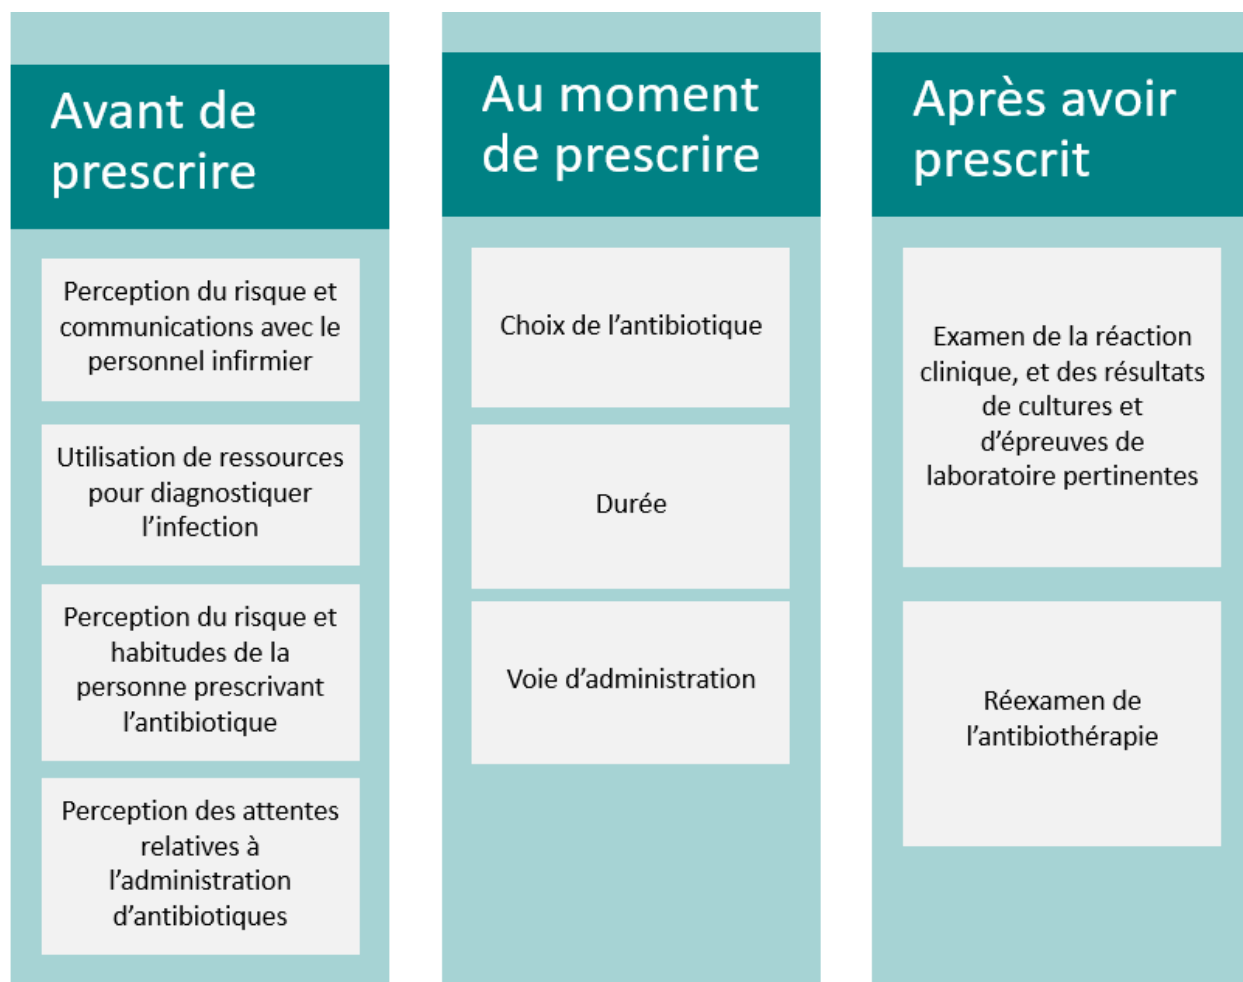 Avant de
prescrire
Perception du risque et
communications avec le
personnel infirmier
Utilisation de ressources
pour diagnostiquer
l’infection
Perception du risque et
habitudes de la
personne prescrivant
l’antibiotique
Perception des attentes
relatives à
l’administration
d’antibiotiques
Au moment
de prescrire
Choix de l’antibiotique
Durée
Voie d’administration
Après avoir
prescrit
Examen de la réaction
clinique, et des résultats
de cultures et
d’épreuves de
laboratoire pertinentes
Réexamen de
l’antibiothérapie